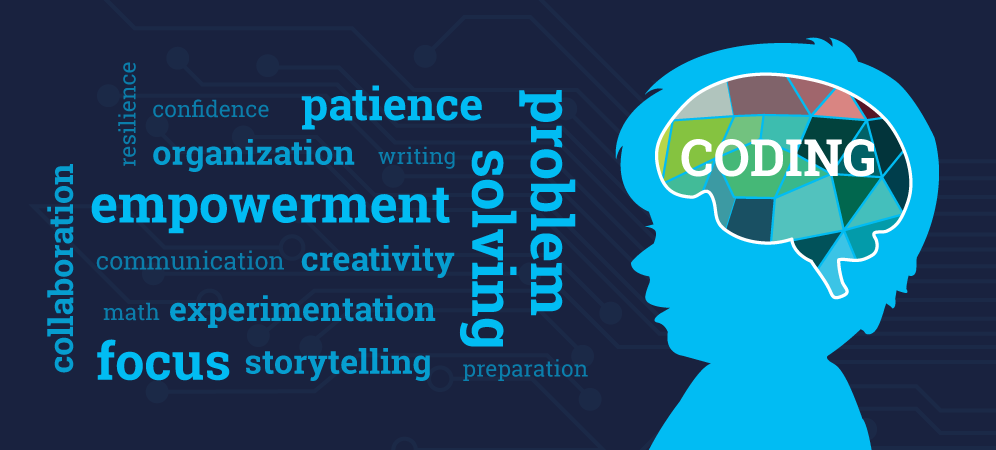 resilience
confidence
patience
organization
writing
empowerment
collaboration
communication
creativity
math
experimentation
focus
storytelling
preparation
problem
solving
CODING